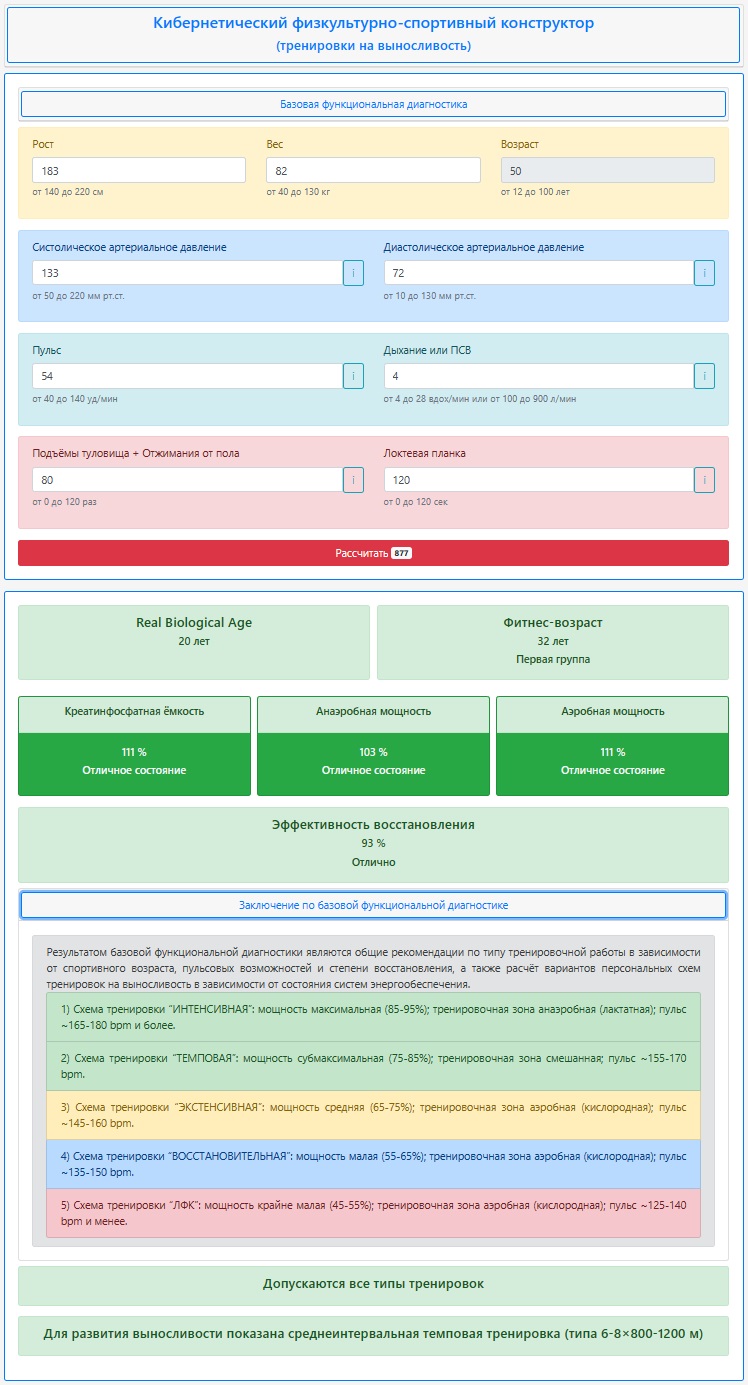 Кибернетический физкультурно-спортивный конструктор
(тренировки на выносливость)
Базовая функциональная диагностика
Рост
Вес
Возраст
183
82
50
от 140 до 220 см
от 40 до 130 кг
от 12 до 100 лет
Систолическое артериальное давление
Диастолическое артериальное давление
133
i
72
i
от 50 до 220 мм рт.ст.
от 10 до 130 мм рт.ст.
Пульс
Дыхание или ПСВ
54
i
4
i
от 40 до 140 уд/мин
от 4 до 28 вдох/мин или от 100 до 900 л/мин
Подъёмы туловища + Отжимания от пола
Локтевая планка
80
i
120
i
от 0 до 120 раз
от 0 до 120 сек
Рассчитать 877
Real Biological Age
20 лет
Фитнес-возраст
32 лет
Первая группа
Креатинфосфатная ёмкость
Анаэробная мощность
Аэробная мощность
111 %
103 %
111 %
Отличное состояние
Отличное состояние
Отличное состояние
Эффективность восстановления
93 %
Отлично
Заключение по базовой функциональной диагностике
Результатом базовой функциональной диагностики являются общие рекомендации по типу тренировочной работы в зависимости
от спортивного возраста, пульсовых возможностей и степени восстановления, а также расчёт вариантов персональных схем
тренировок на выносливость в зависимости от состояния систем энергообеспечения.
1) Схема тренировки "ИНТЕНСИВНАЯ": мощность максимальная (85-95%); тренировочная зона анаэробная (лактатная); пульс
~165-180 bpm и более.
2) Схема тренировки "ТЕМПОВАЯ": мощность субмаксимальная (75-85%); тренировочная зона смешанная; пульс ~155-170
bpm.
3) Схема тренировки "ЭКСТЕНСИВНАЯ": мощность средняя (65-75%); тренировочная зона аэробная (кислородная); пульс
~145-160 bpm.
4) Схема тренировки "ВОССТАНОВИТЕЛЬНАЯ": мощность малая (55-65%); тренировочная зона аэробная (кислородная); пульс
~135-150 bpm.
5) Схема тренировки "ЛФК": мощность крайне малая (45-55%); тренировочная зона аэробная (кислородная); пульс ~125-140
bpm и менее.
Допускаются все типы тренировок
Для развития выносливости показана среднеинтервальная темповая тренировка (типа 6-8×800-1200 м)